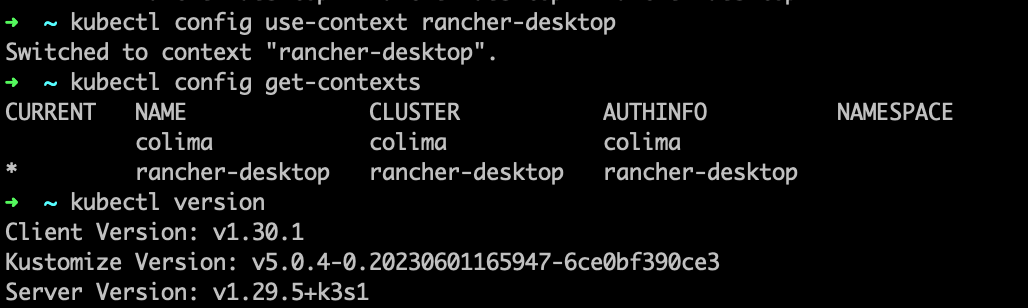 ➜ ~ kubectl config use-context rancher-desktop
Switched to context "rancher-desktop".
➜ ~ kubectl config get-contexts
CURRENT NAME CLUSTER AUTHINFO NAMESPACE
colima colima colima
* rancher-desktop rancher-desktop rancher-desktop
➜ ~ kubectl version
Client Version: v1.30.1
Kustomize Version: v5.0.4-0.20230601165947-6ce0bf390ce3
Server Version: v1.29.5+k3s1